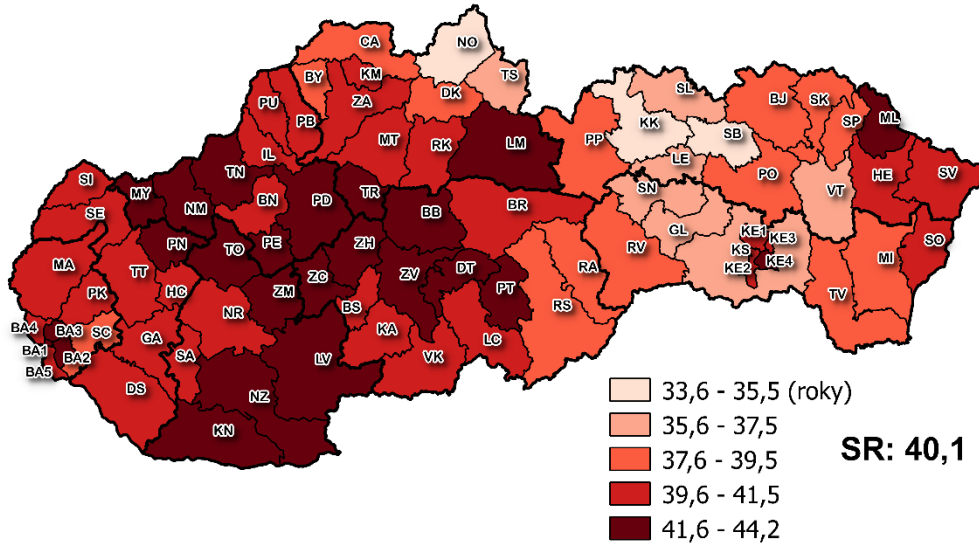 CA
NO
BY
KM
TS
PU
PB
ZA
DK
SL
BJ
SK
SP
ML
KK
SB
MT
RK
LM
PP
LE
PO
HE
SV
IL
TN
VT
SI
MY
BN
PD
TR
SN
SE
NM
BB
BR
GL
KE1
KE3
SO
PN
TO
PE
ZH
RV
KS
KE2
KE4
MI
MA
TT
ZC
ZV
DT
RA
TV
PK
HC
ZM
PT
NR
BS
RS
BA4
BA3
SC
GA
SA
KA
LC
BA1
BA2
LV
VK
BA5
DS
NZ
KN
33,6 - 35,5 (roky)
35,6 - 37,5
37,6 - 39,5
39,6 - 41,5
41,6 - 44,2
SR: 40,1